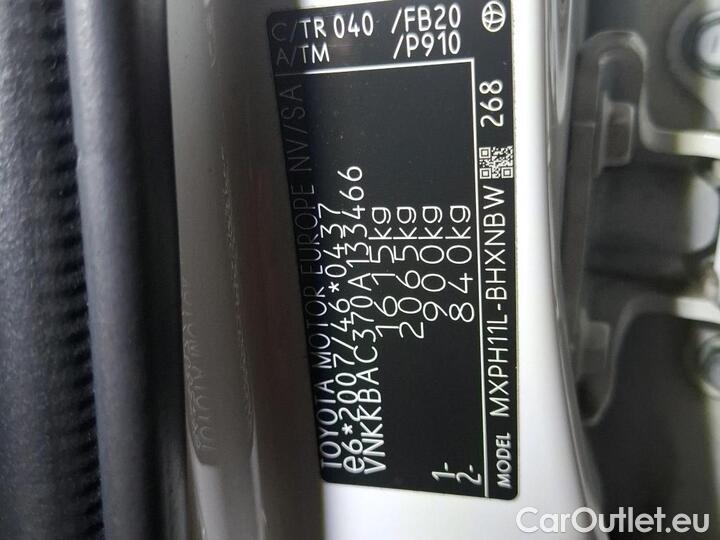 TOYOTA MOTOR EUROPE NV/SA
e6*2007/46*0437
VNKKBAC370A133466
1615kg
2065kg
1- 900kg
2- 840kg
MODEL MXPH11L-BHXNBW 268
C/TR 040 /FB20
A/TM /P910
CarOutlet.eu